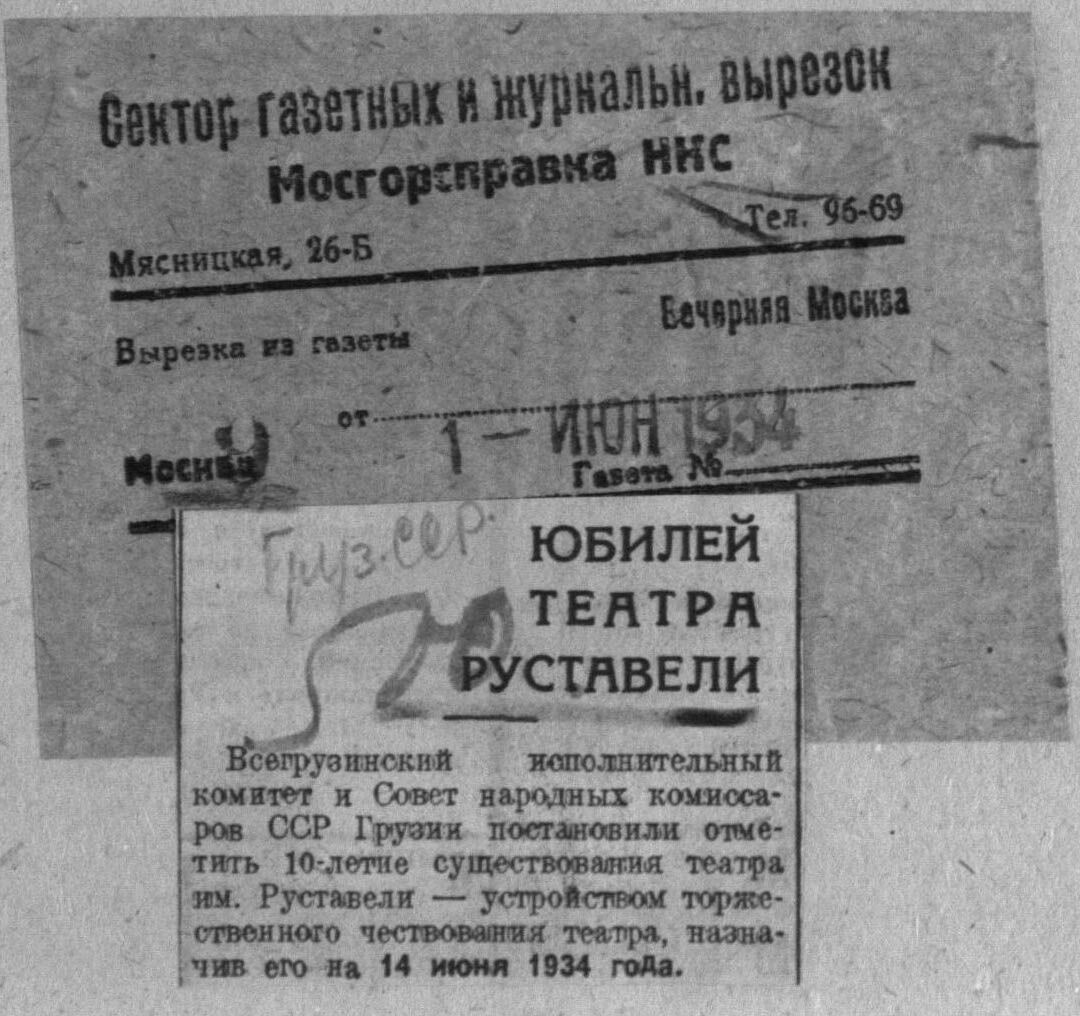 Сектор газетных и журнальн. вырезок
Мосгорсправка НКС
Мясницкая, 26-Б Тел. 96-69
Вырезка из газеты Вечерняя Москва
от 1 - ИЮН 1934
Москва Газета №
Груз. ССР.
ЮБИЛЕЙ
ТЕАТРА
РУСТАВЕЛИ
Всегрузинский исполнительный
комитет и Совет народных комисса-
ров ССР Грузии постановили отме-
тить 10-летие существования театра
им. Руставели — устройством торже-
ственного чествования театра, назна-
чив его на 14 июня 1934 года.